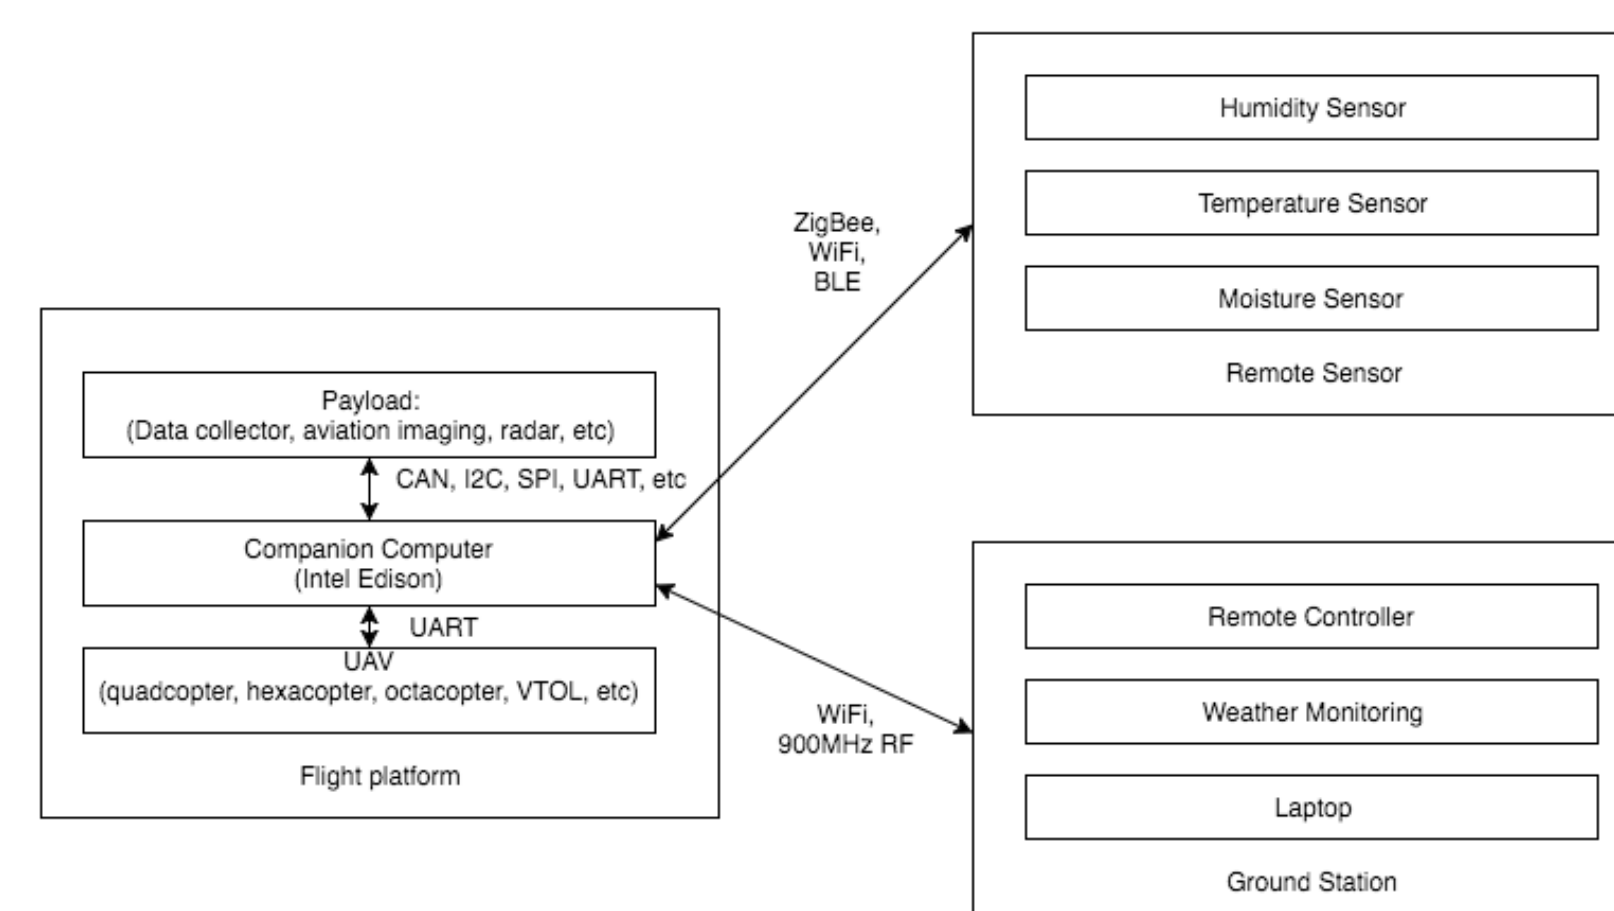 Humidity Sensor
Temperature Sensor
Moisture Sensor
Remote Sensor
ZigBee,
WiFi,
BLE
Payload:
(Data collector, aviation imaging, radar, etc)
CAN, I2C, SPI, UART, etc
Companion Computer
(Intel Edison)
UART
UAV
(quadcopter, hexacopter, octacopter, VTOL, etc)
Flight platform
WiFi,
900MHz RF
Remote Controller
Weather Monitoring
Laptop
Ground Station